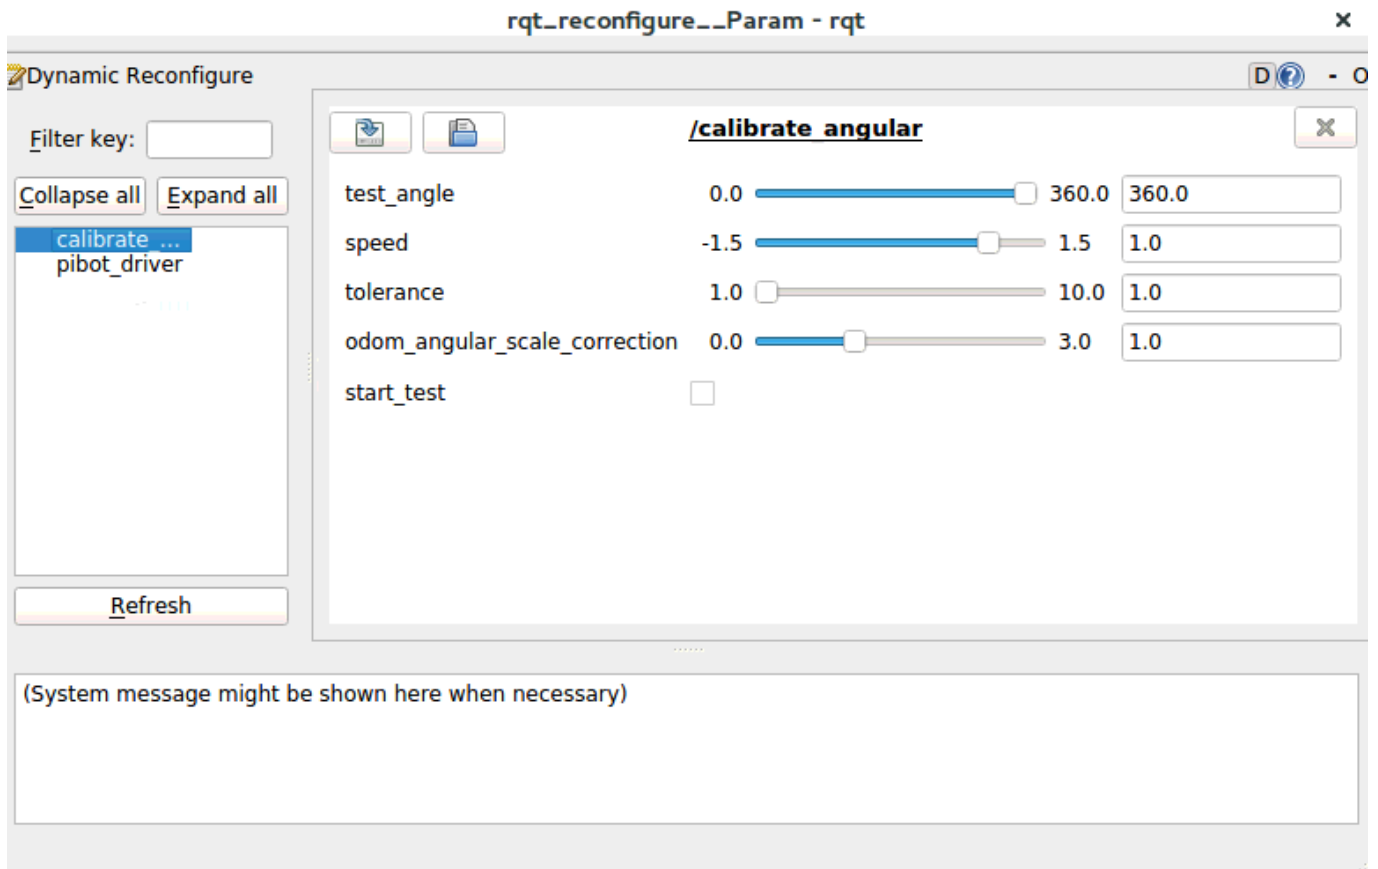 rqt_reconfigure__Param - rqt
Dynamic Reconfigure
D
- O
Filter key:
Collapse all
Expand all
calibrate_...
pibot_driver
Refresh
/calibrate_angular
test_angle 0.0 360.0 360.0
speed -1.5 1.5 1.0
tolerance 1.0 10.0 1.0
odom_angular_scale_correction 0.0 3.0 1.0
start_test
(System message might be shown here when necessary)